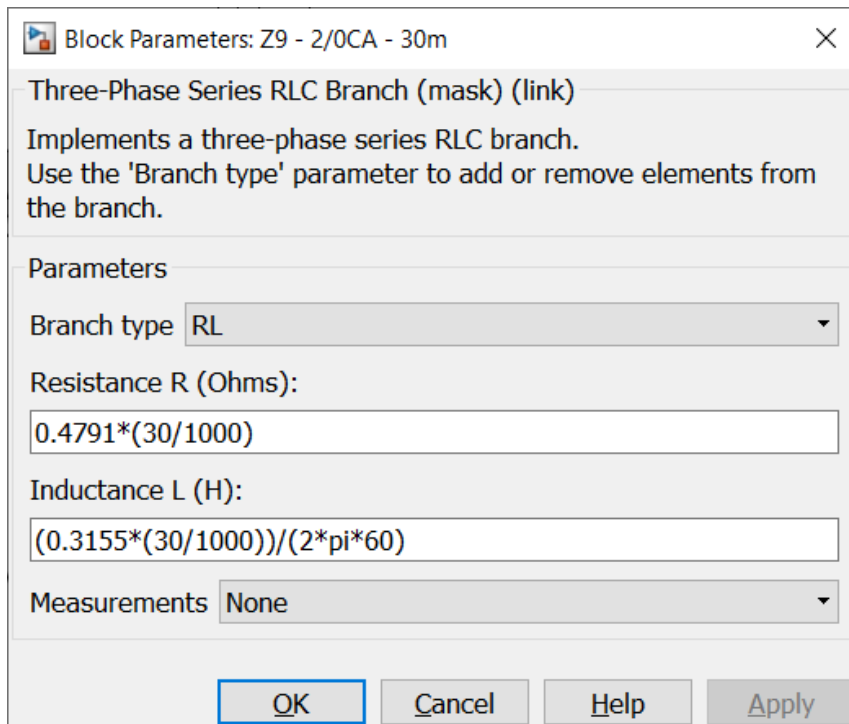 Block Parameters: Z9 - 2/0CA - 30m
Three-Phase Series RLC Branch (mask) (link)
Implements a three-phase series RLC branch.
Use the 'Branch type' parameter to add or remove elements from
the branch.
Parameters
Branch type RL
Resistance R (Ohms):
0.4791*(30/1000)
Inductance L (H):
(0.3155*(30/1000))/(2*pi*60)
Measurements None
OK Cancel Help Apply